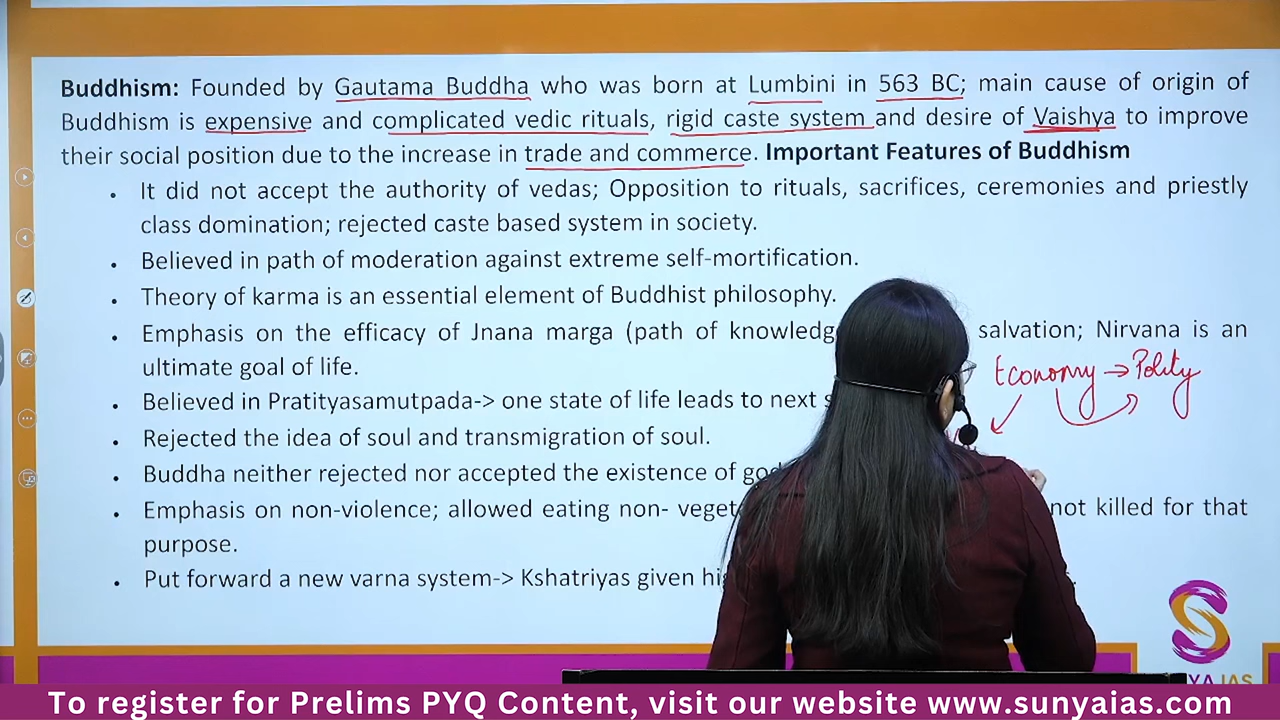 Buddhism: Founded by Gautama Buddha who was born at Lumbini in 563 BC; main cause of origin of
Buddhism is expensive and complicated vedic rituals, rigid caste system and desire of Vaishya to improve
their social position due to the increase in trade and commerce. Important Features of Buddhism
• It did not accept the authority of vedas; Opposition to rituals, sacrifices, ceremonies and priestly
class domination; rejected caste based system in society.
• Believed in path of moderation against extreme self-mortification.
• Theory of karma is an essential element of Buddhist philosophy.
• Emphasis on the efficacy of Jnana marga (path of knowledg salvation; Nirvana is an
ultimate goal of life.
Economy → Polity
• Believed in Pratityasamutpada-> one state of life leads to next
• Rejected the idea of soul and transmigration of soul.
• Buddha neither rejected nor accepted the existence of god
• Emphasis on non-violence; allowed eating non- veget not killed for that
purpose.
• Put forward a new varna system-> Kshatriyas given hi
IAS
To register for Prelims PYQ Content, visit our website www.sunyaias.com